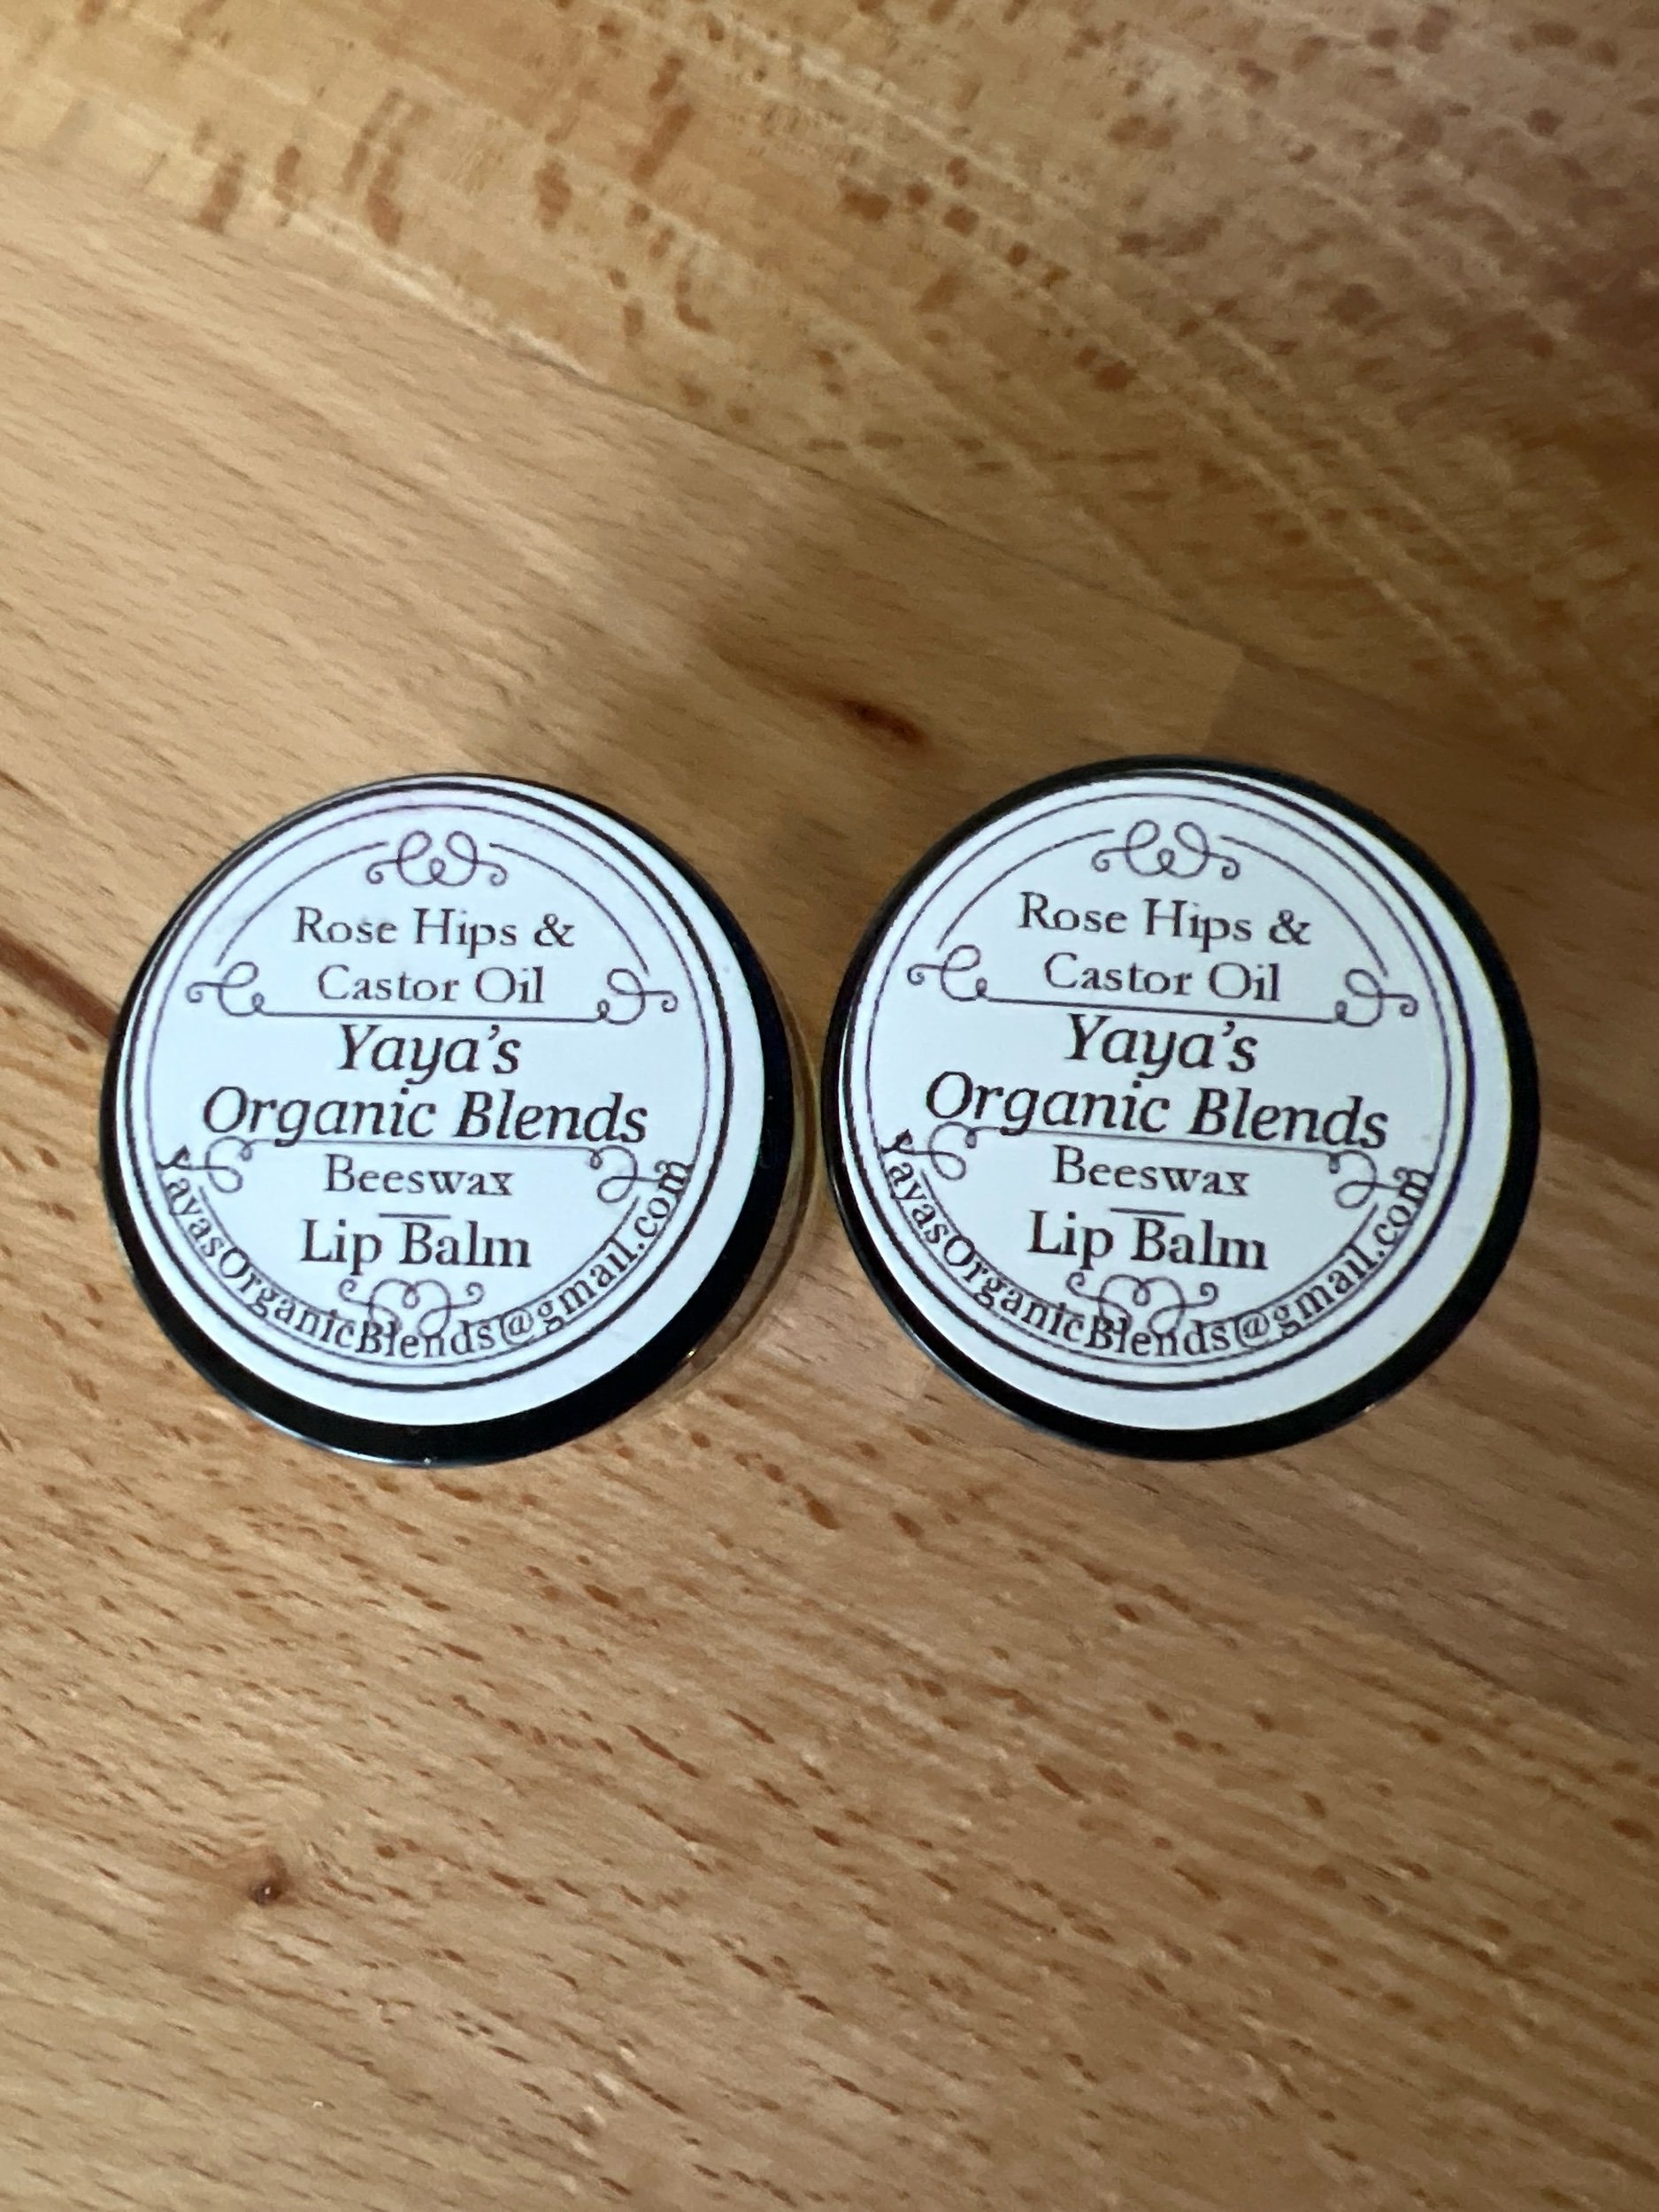 Rose Hips &
Castor Oil
Yaya's
Organic Blends
Beeswax
Lip Balm
YayasOrganicBlends@gmail.com
Rose Hips &
Castor Oil
Yaya's
Organic Blends
Beeswax
Lip Balm
YayasOrganicBlends@gmail.com